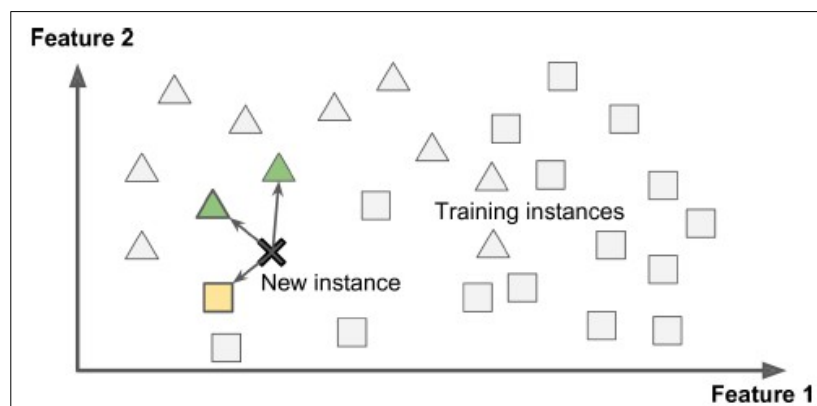 Feature 2
Training instances
New instance
Feature 1